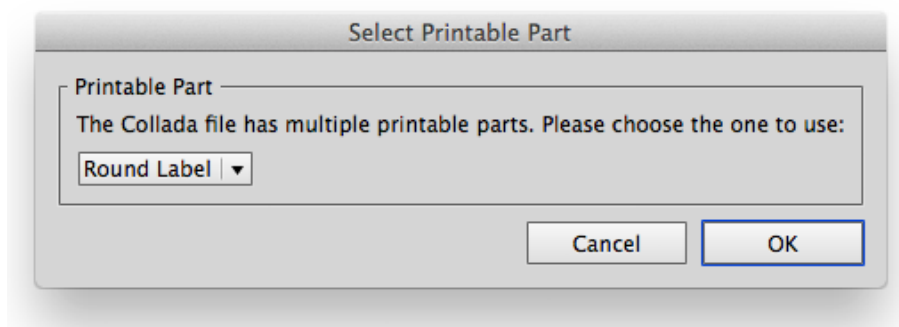 Select Printable Part
Printable Part
The Collada file has multiple printable parts. Please choose the one to use:
Round Label
Cancel
OK